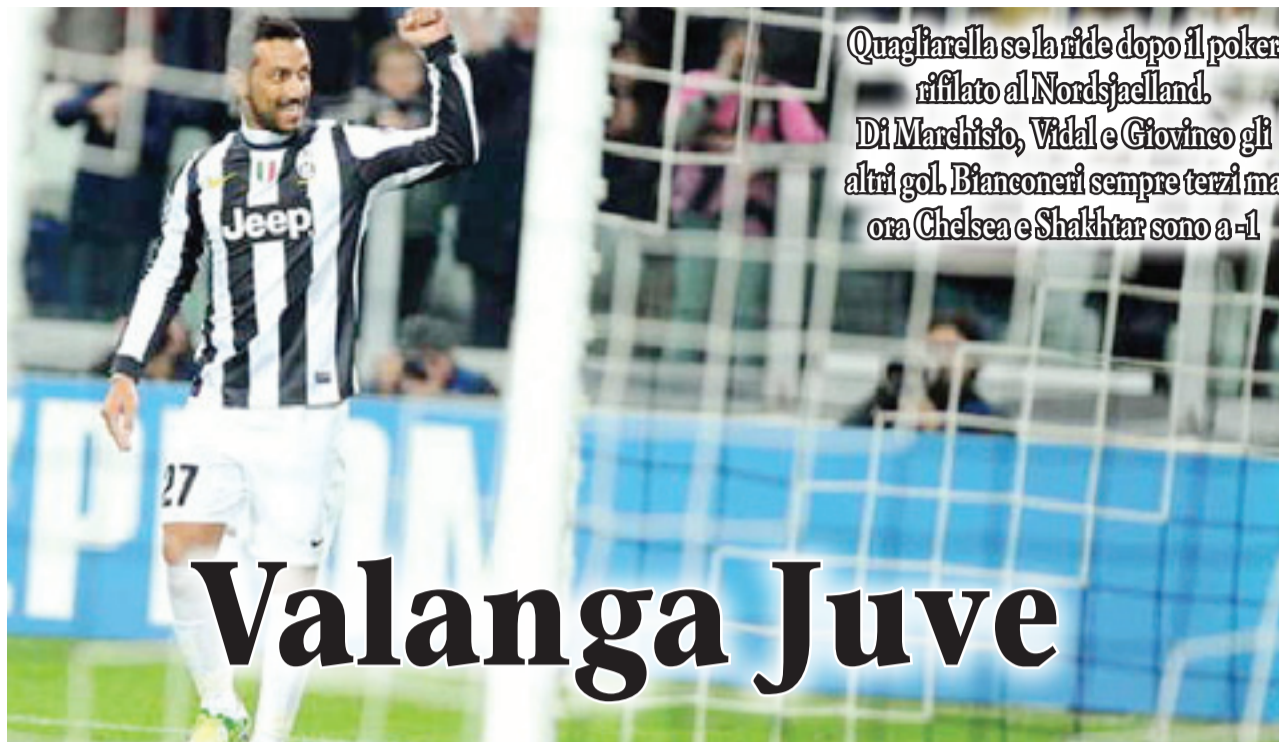 Quagliarella se la ride dopo il poker
rifilato al Nordsjaelland.
Di Marchisio, Vidal e Giovinco gli
altri gol. Bianconeri sempre terzi ma
ora Chelsea e Shakhtar sono a -1
Jeep
27
Valanga Juve